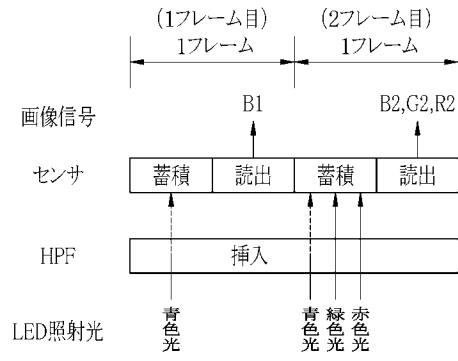 (1フレーム目) (2フレーム目)
1フレーム 1フレーム
画像信号 B1 B2,G2,R2
センサ 蓄積 読出 蓄積 読出
HPF 挿入
LED照射光 青色光 青色光 緑色光 赤色光